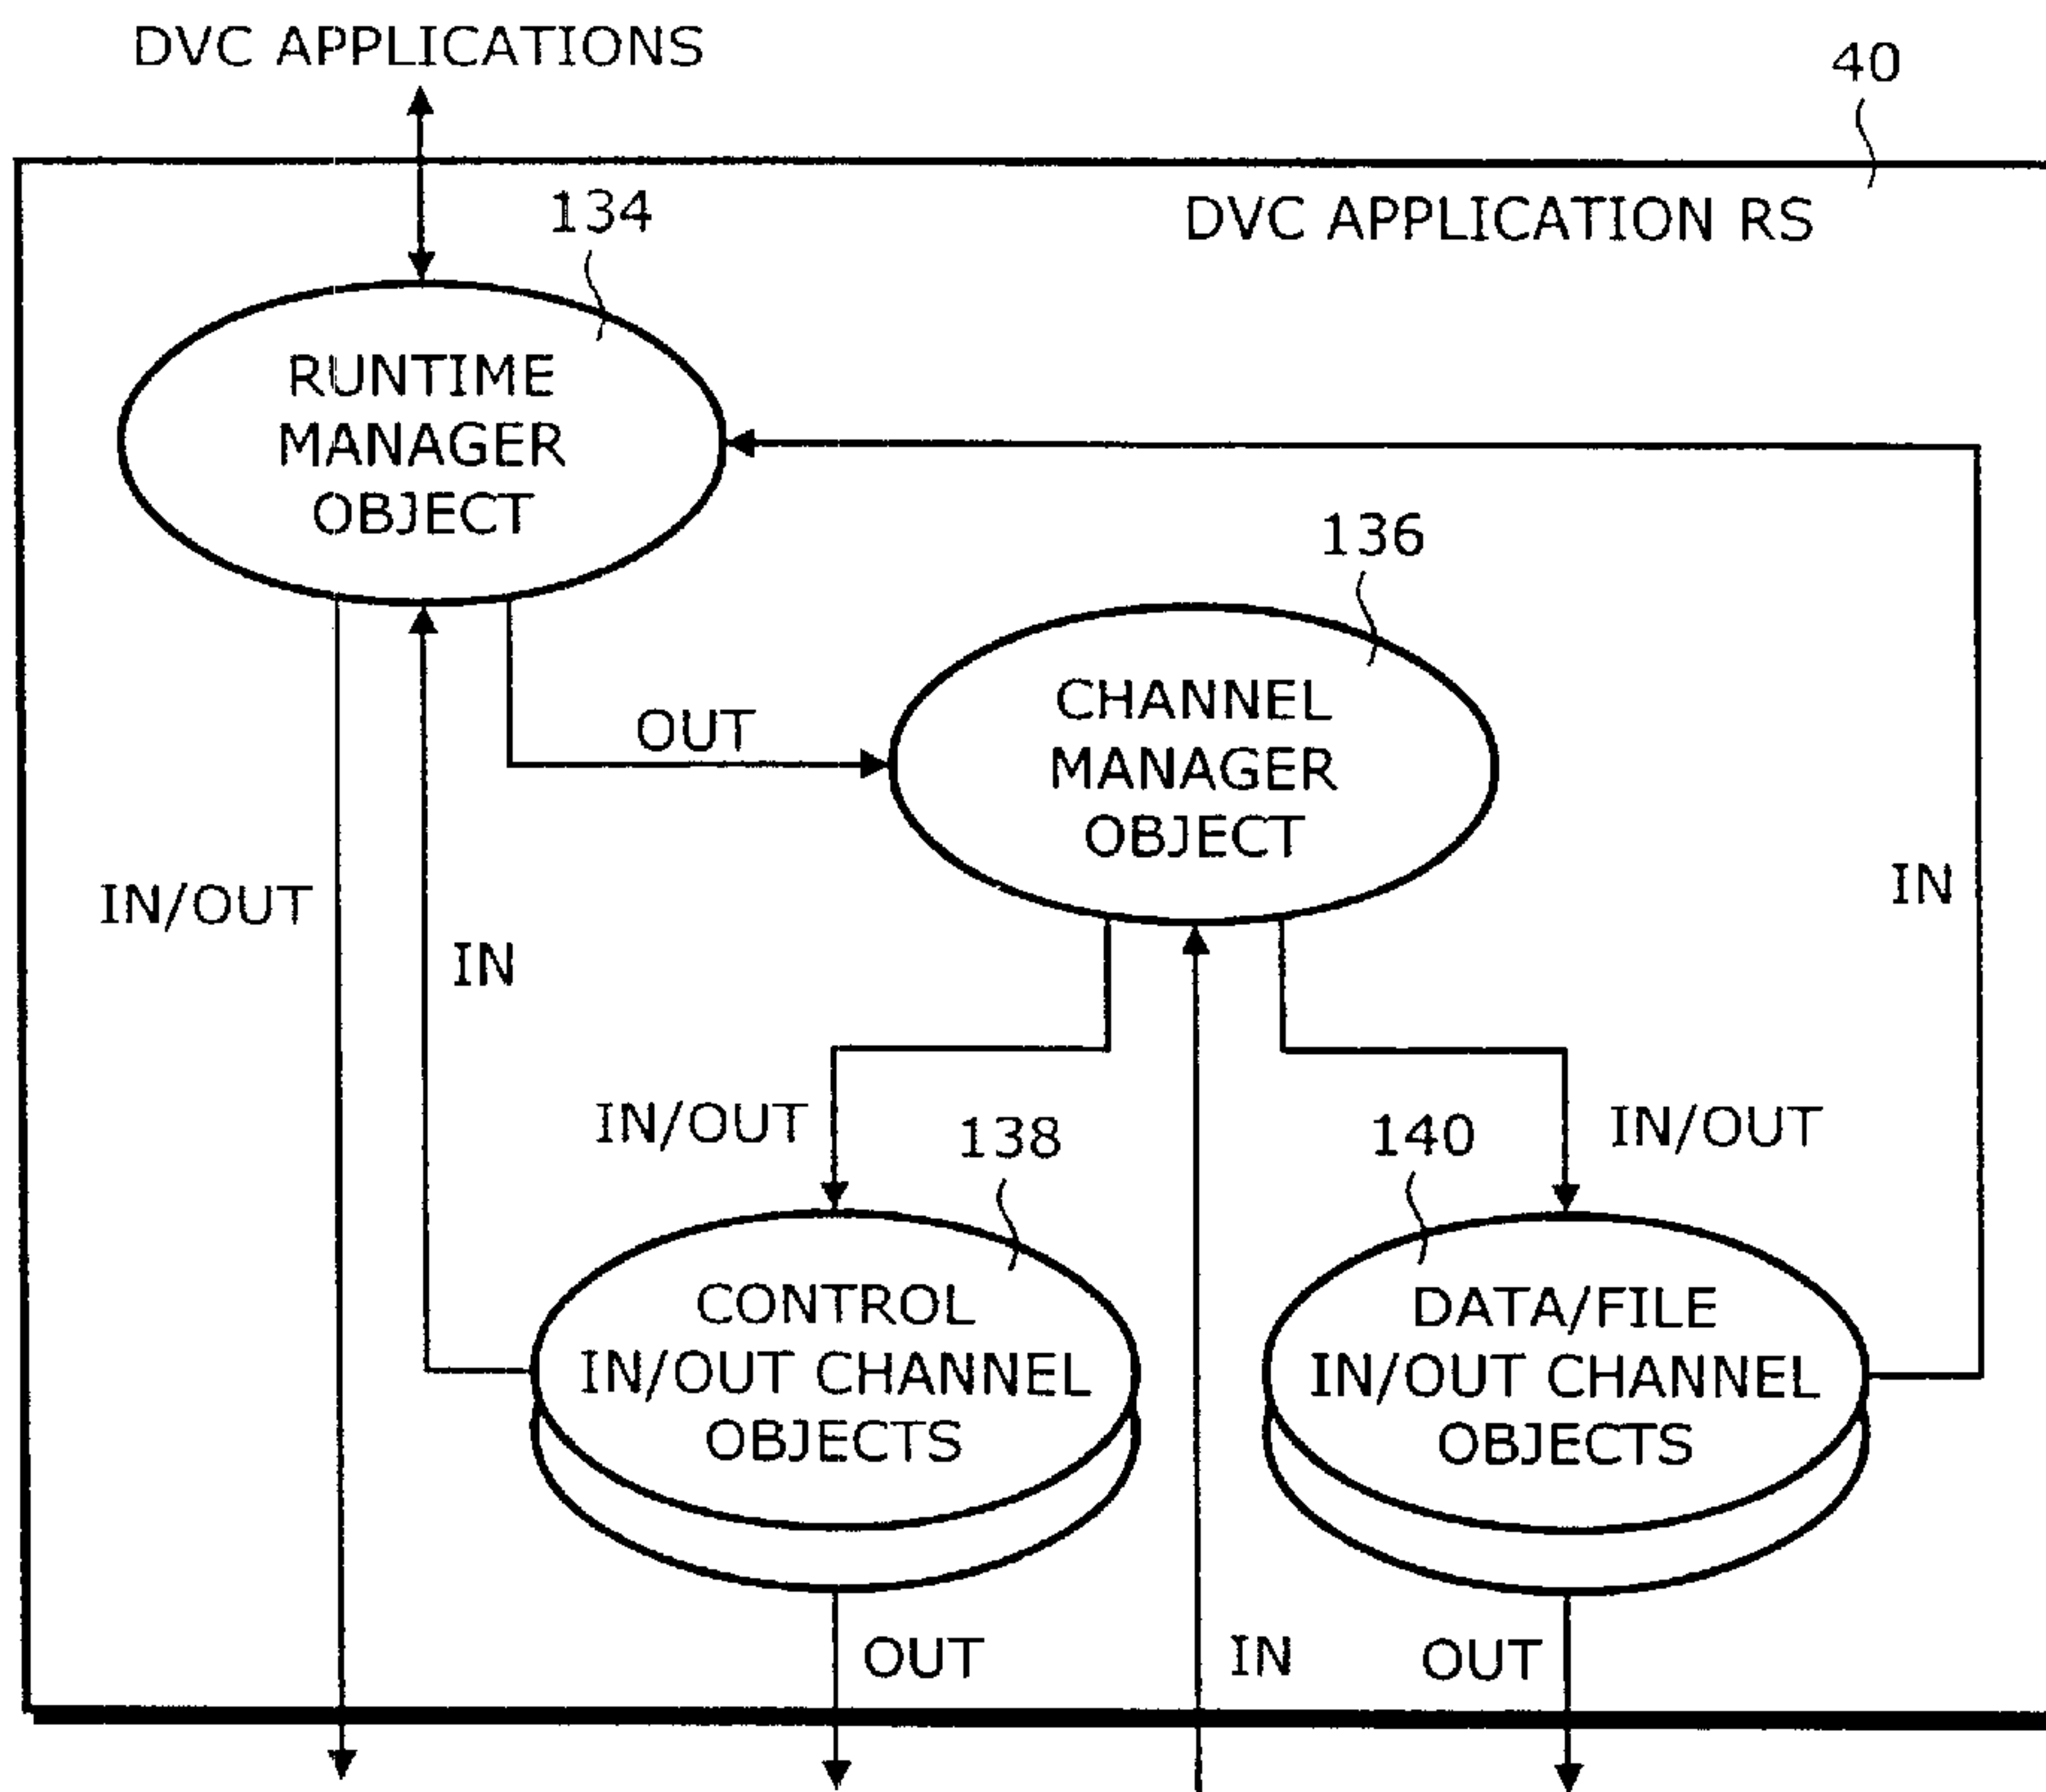 DVC APPLICATIONS
40
DVC APPLICATION RS
134
RUNTIME
MANAGER
OBJECT
136
CHANNEL
MANAGER
OBJECT
OUT
IN/OUT
IN
IN
IN/OUT
138
140
IN/OUT
CONTROL
IN/OUT CHANNEL
OBJECTS
DATA/FILE
IN/OUT CHANNEL
OBJECTS
OUT
IN
OUT